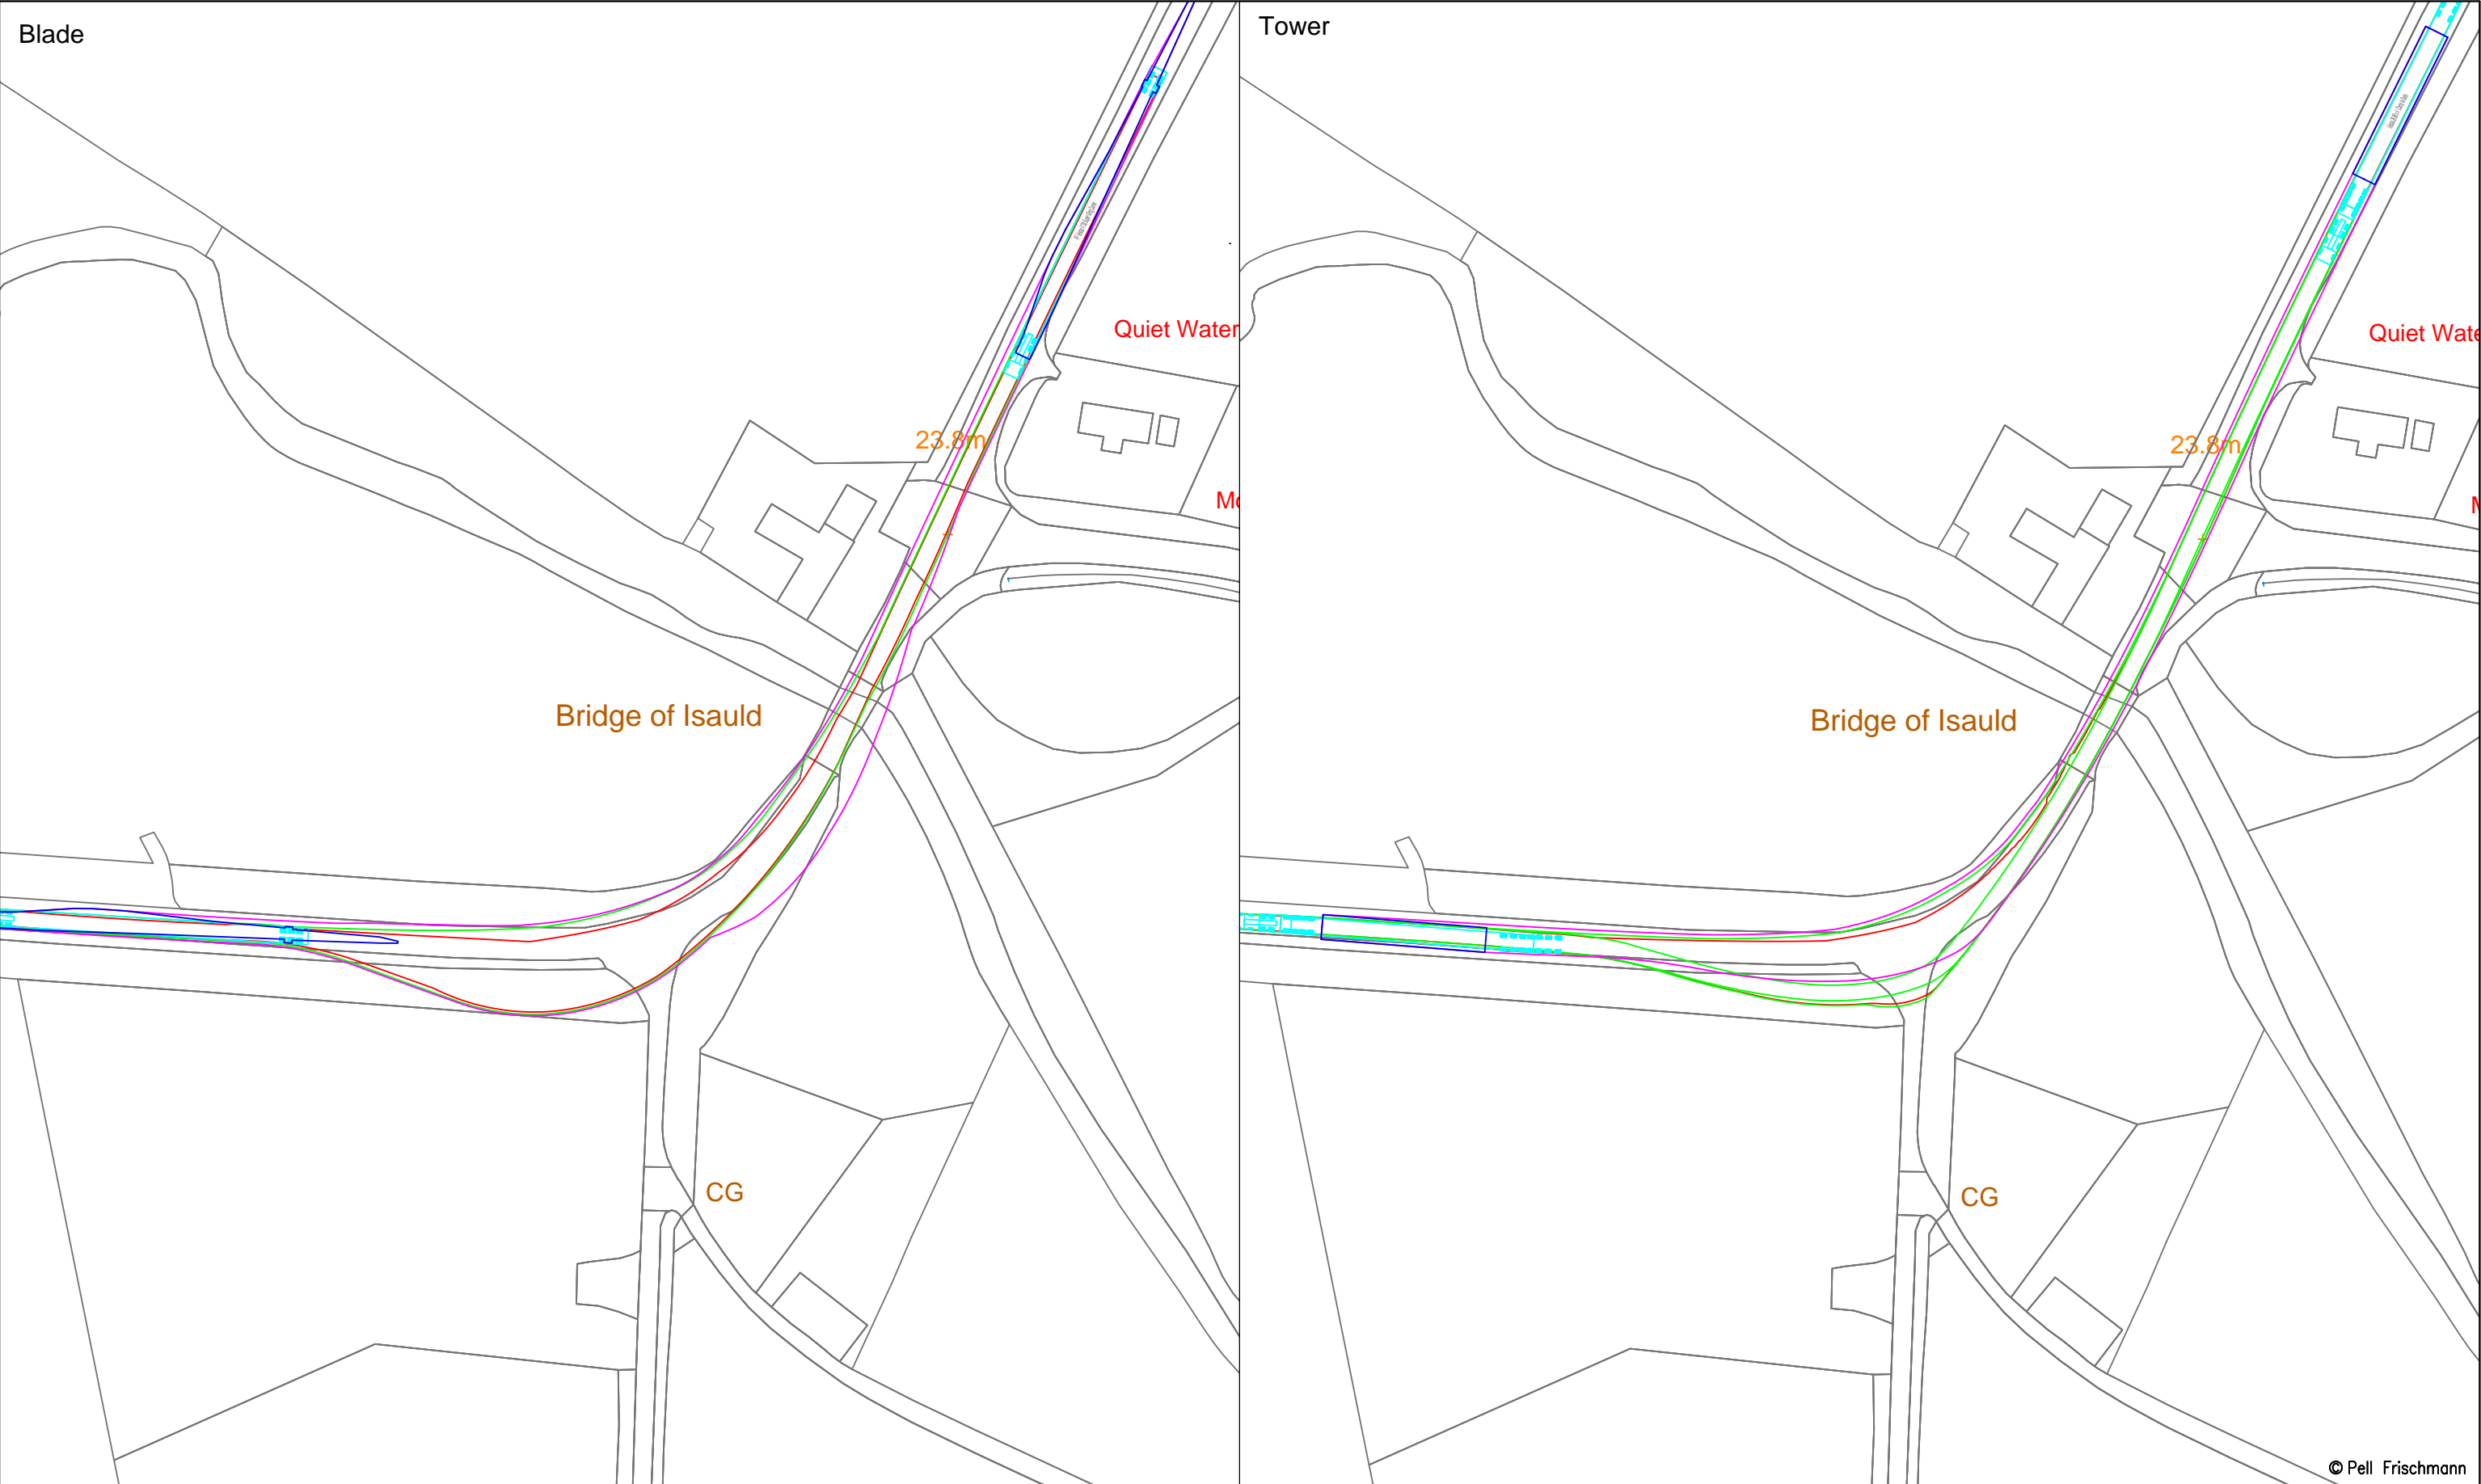 Blade
Quiet Water
23.8m
Bridge of Isauld
CG
Tower
Quiet Wate
23.8m
Bridge of Isauld
CG
© Pell Frischmann